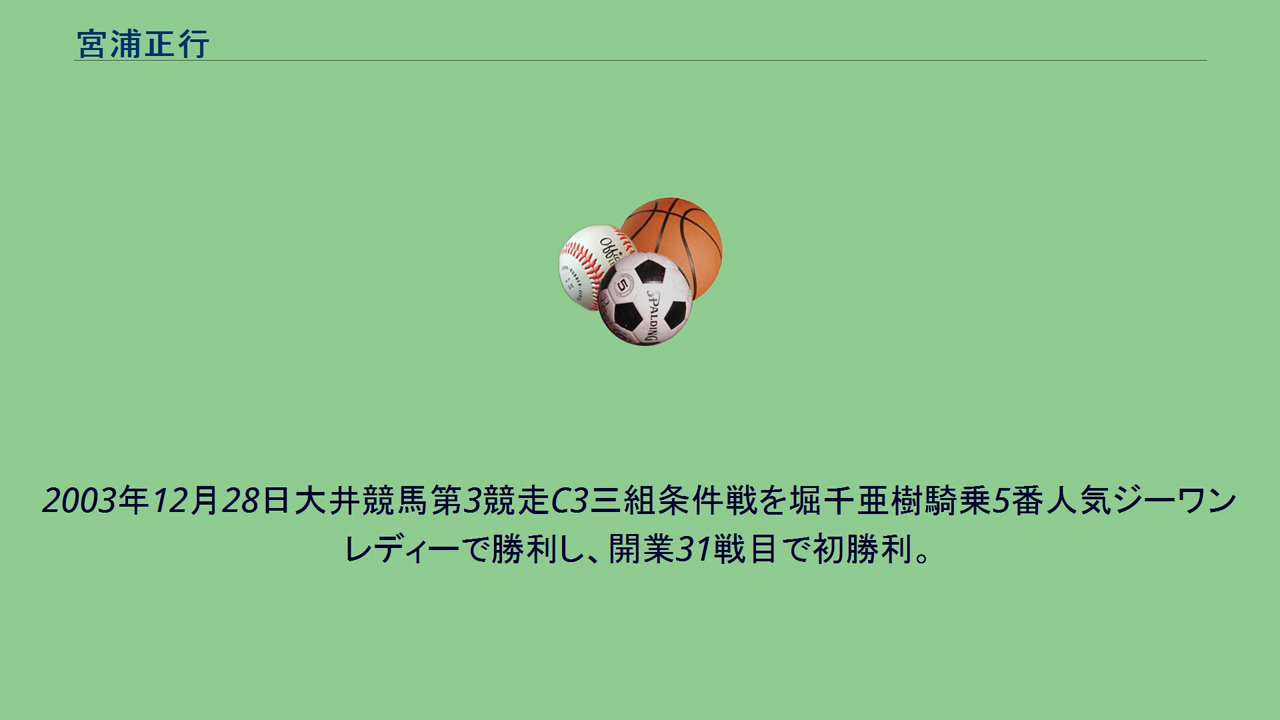 宮浦正行
Offic
5
SPALDING
2003年12月28日大井競馬第3競走C3三組条件戦を堀千亜樹騎乗5番人気ジーワン
レディーで勝利し、開業31戦目で初勝利。